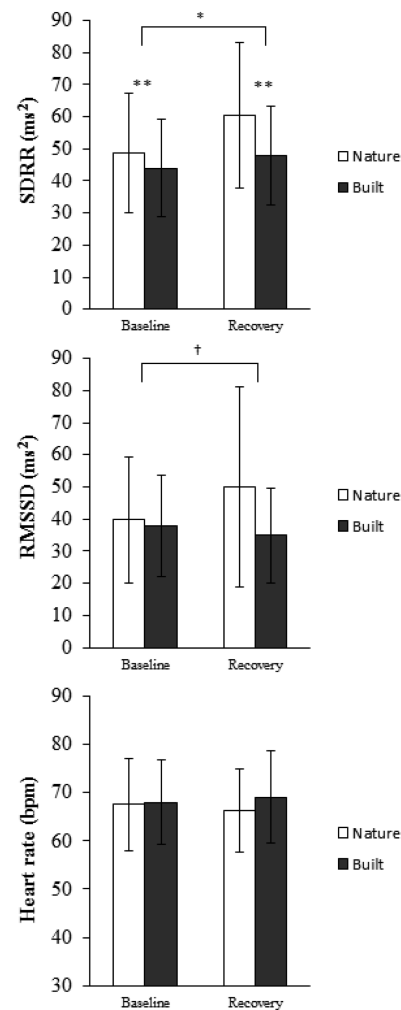 90
*
80
70
**
**
60
SDRR (ms²)
50
Nature
40
Built
30
20
10
0
Baseline
Recovery
90
†
80
70
60
RMSSD (ms²)
50
Nature
40
Built
30
20
10
0
Baseline
Recovery
90
80
70
Heart rate (bpm)
60
Nature
50
Built
40
30
Baseline
Recovery